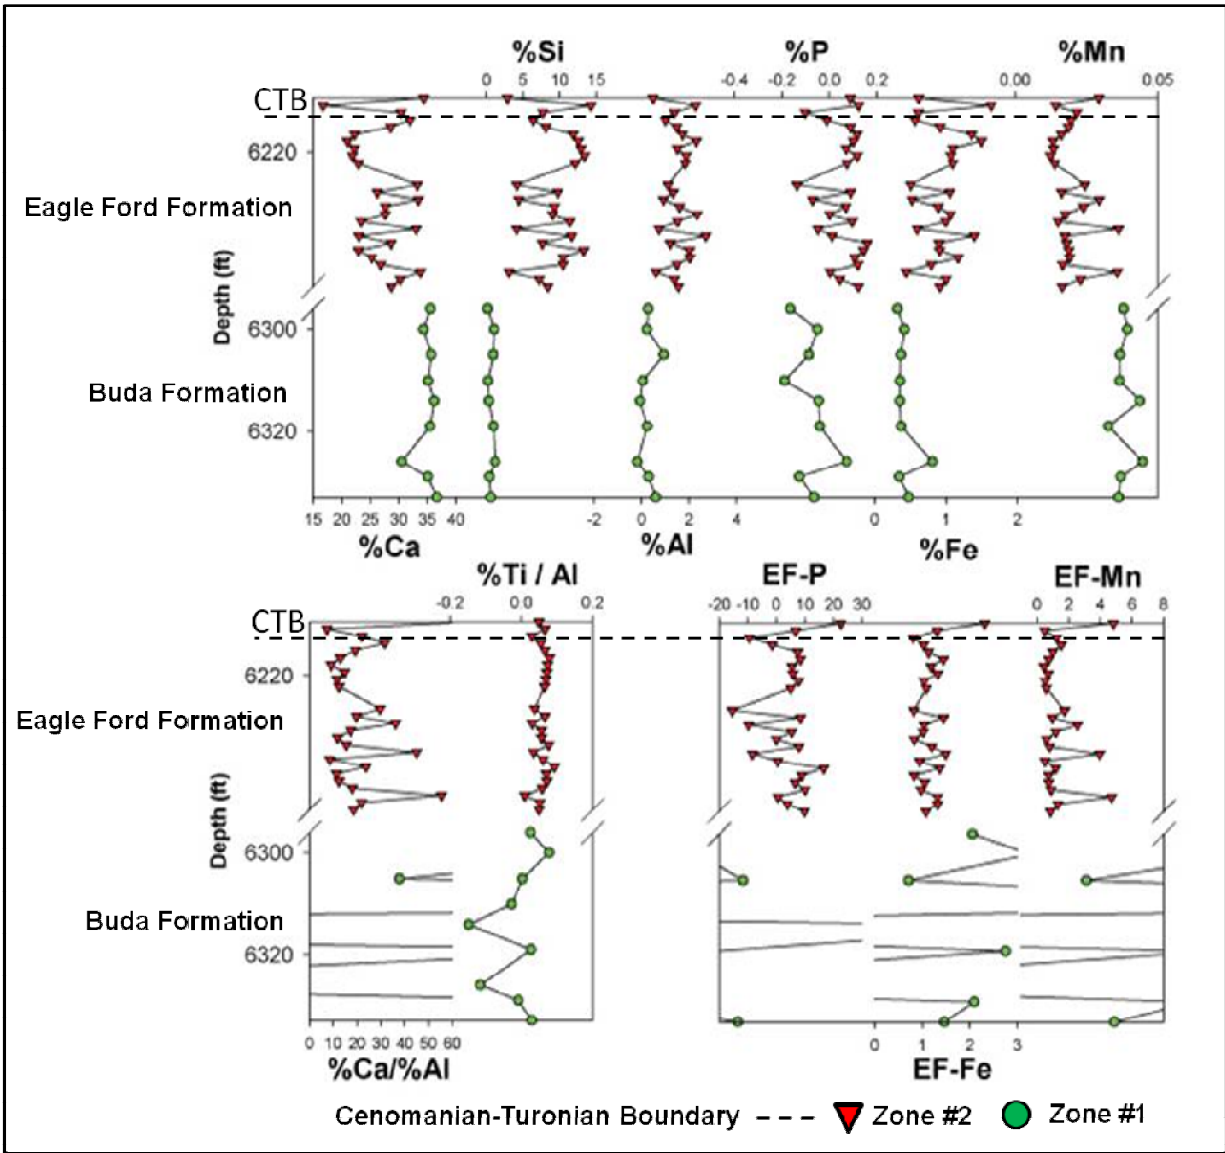 %Si %P %Mn
0 5 10 15 -0.4 -0.2 0.0 0.2 0.00 0.05
CTB
6220
Eagle Ford Formation
Depth (ft)
6300
Buda Formation
6320
15 20 25 30 35 40 -2 0 2 4 0 1 2
%Ca %Al %Fe
%Ti / Al EF-P EF-Mn
-0.2 0.0 0.2 -20 -10 0 10 20 30 0 2 4 6 8
CTB
6220
Eagle Ford Formation
Depth (ft)
6300
Buda Formation
6320
0 10 20 30 40 50 60 0 1 2 3
%Ca/%Al EF-Fe
Cenomanian-Turonian Boundary Zone #2 Zone #1